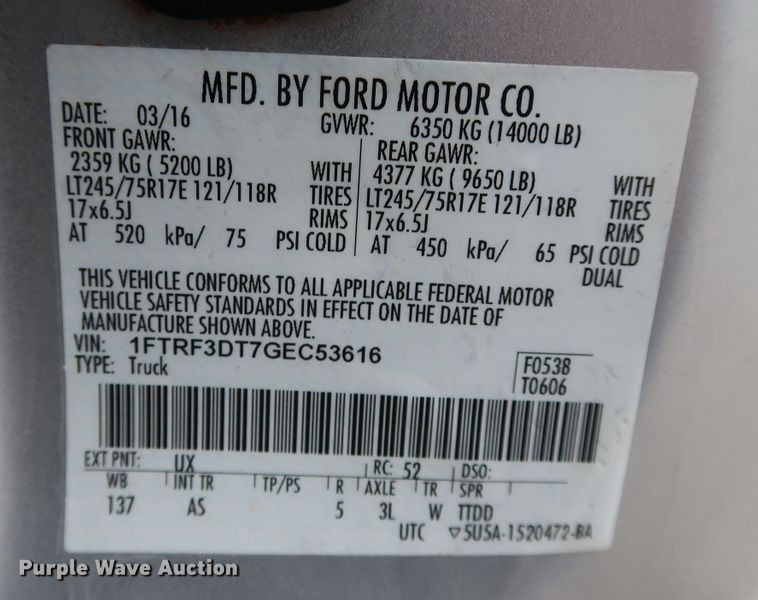 MFD. BY FORD MOTOR CO.
DATE: 03/16 GVWR: 6350 KG (14000 LB)
FRONT GAWR: REAR GAWR:
2359 KG ( 5200 LB) WITH 4377 KG ( 9650 LB) WITH
LT245/75R17E 121/118R TIRES LT245/75R17E 121/118R TIRES
17x6.5J RIMS 17x6.5J RIMS
AT 520 kPa/ 75 PSI COLD AT 450 kPa/ 65 PSI COLD
DUAL
THIS VEHICLE CONFORMS TO ALL APPLICABLE FEDERAL MOTOR
VEHICLE SAFETY STANDARDS IN EFFECT ON THE DATE OF
MANUFACTURE SHOWN ABOVE.
VIN: 1FTRF3DT7GEC53616
TYPE: Truck
F0538
T0606
EXT PNT: UX RC: 52 DSO:
WB INT TR TP/PS R AXLE TR SPR
137 AS 5 3L W TTDD
UTC ▽5U5A-1520472-BA
Purple Wave Auction